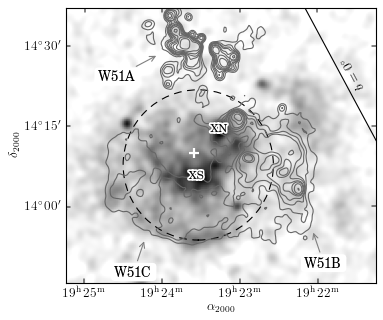 14°30′
W51A
b = 0°
14°15′
XN
δ2000
XS
14°00′
W51C
W51B
19h25m 19h24m 19h23m 19h22m
α2000